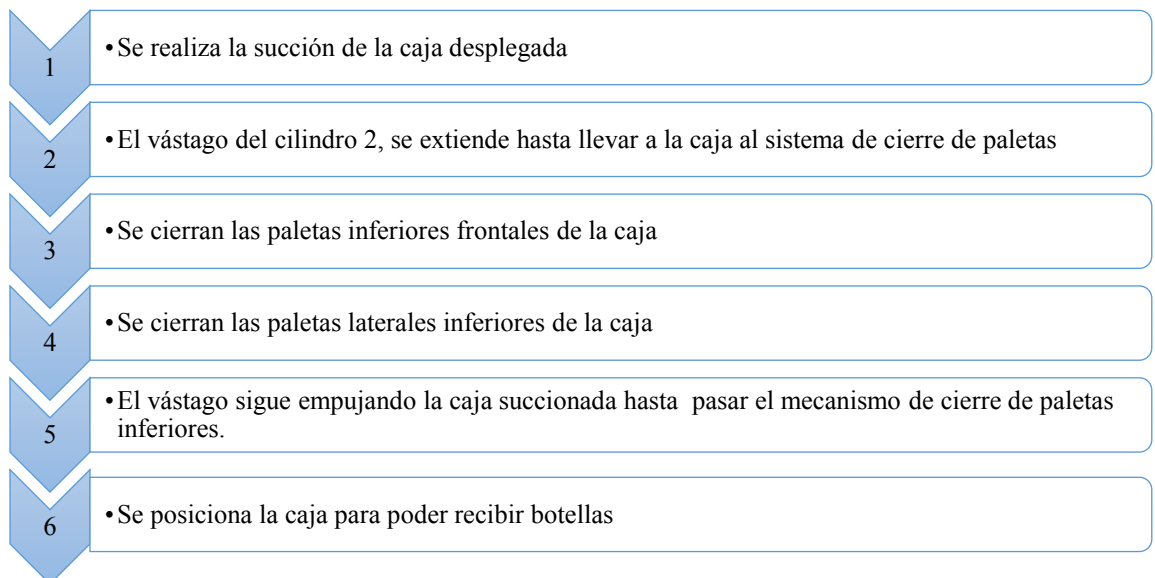 1
•Se realiza la succión de la caja desplegada
2
•El vástago del cilindro 2, se extiende hasta llevar a la caja al sistema de cierre de paletas
3
•Se cierran las paletas inferiores frontales de la caja
4
•Se cierran las paletas laterales inferiores de la caja
5
•El vástago sigue empujando la caja succionada hasta pasar el mecanismo de cierre de paletas
inferiores.
6
•Se posiciona la caja para poder recibir botellas